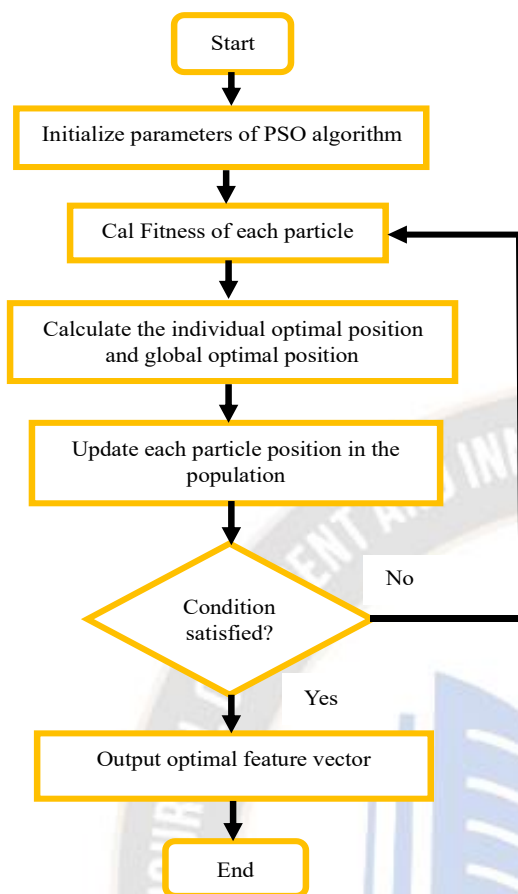 Start
Initialize parameters of PSO algorithm
Cal Fitness of each particle
Calculate the individual optimal position
and global optimal position
Update each particle position in the
population
Condition
satisfied?
No
Yes
Output optimal feature vector
End